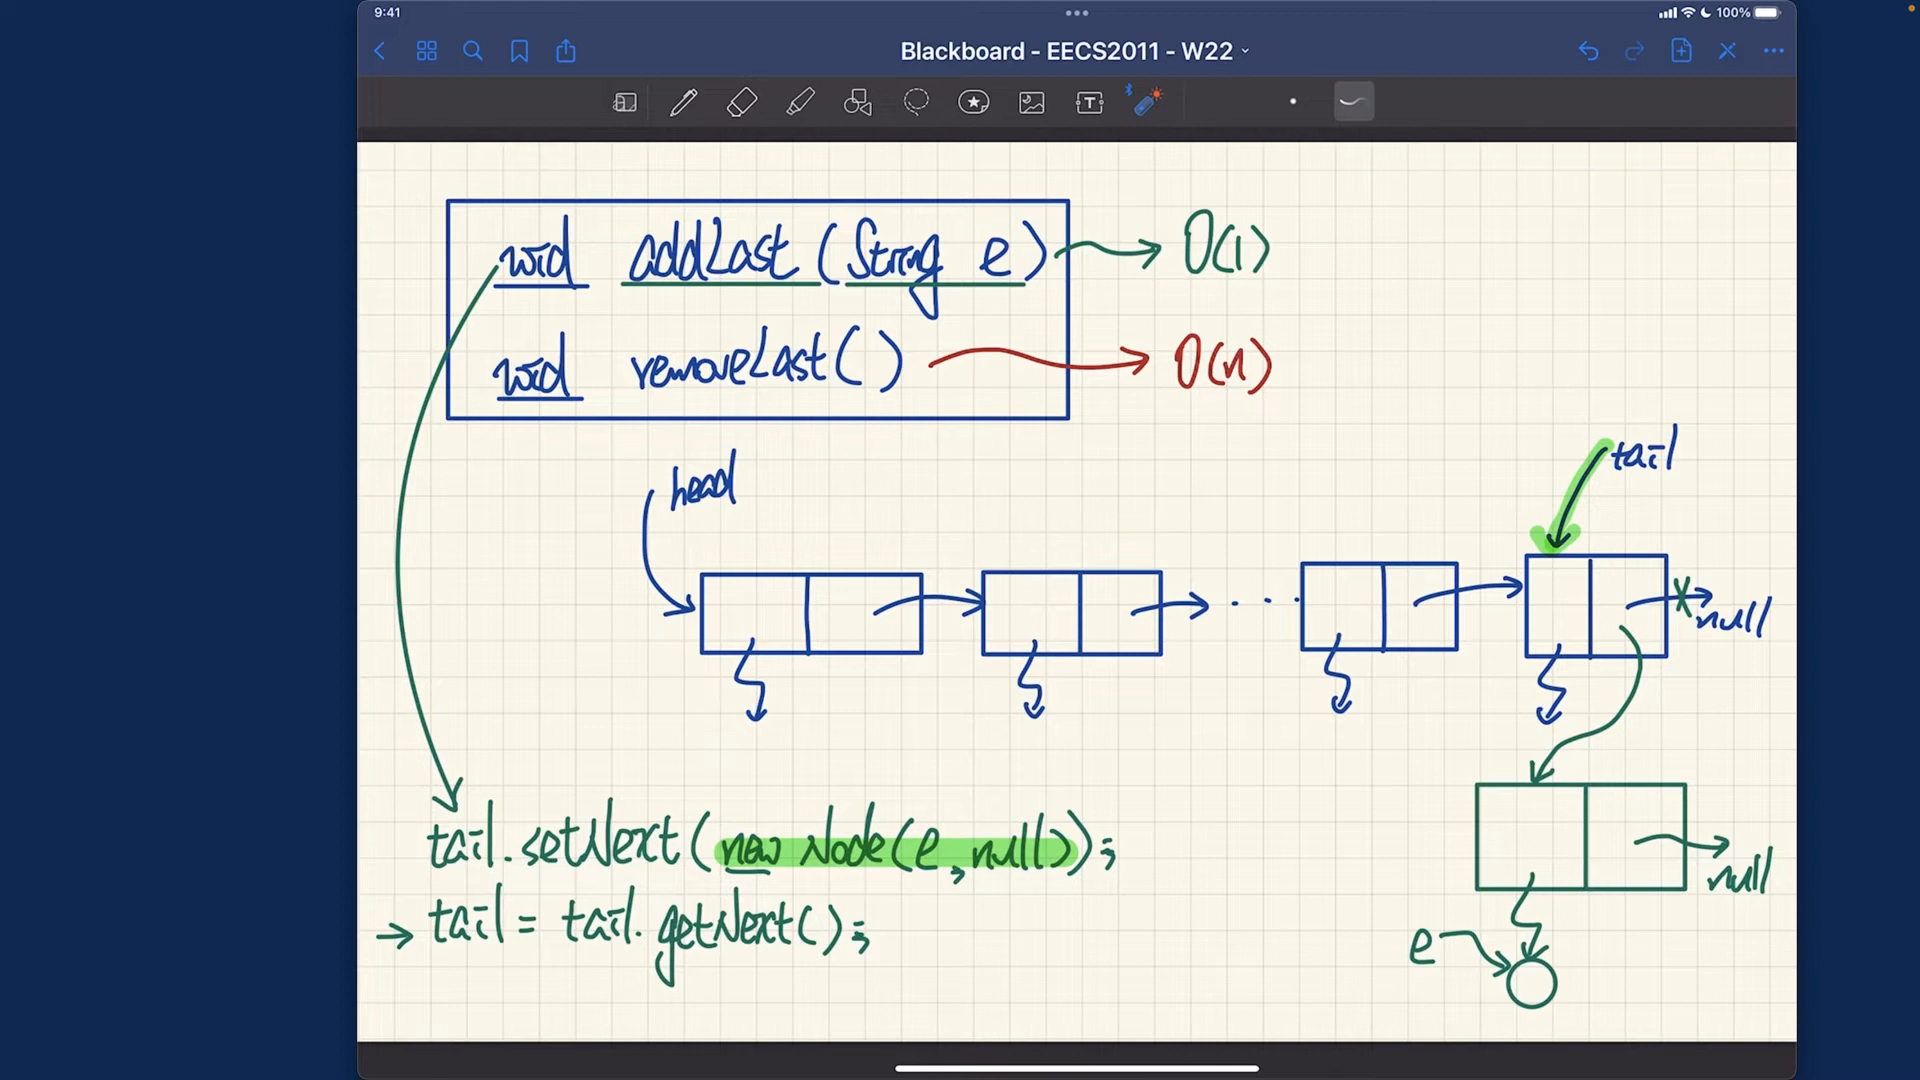 9:41
100%
Blackboard - EECS2011 - W22
void addLast (String e) O(1)
void removeLast() O(n)
tail
head
null
tail.setNext(new Node(e, null));
null
tail = tail.getNext();
e